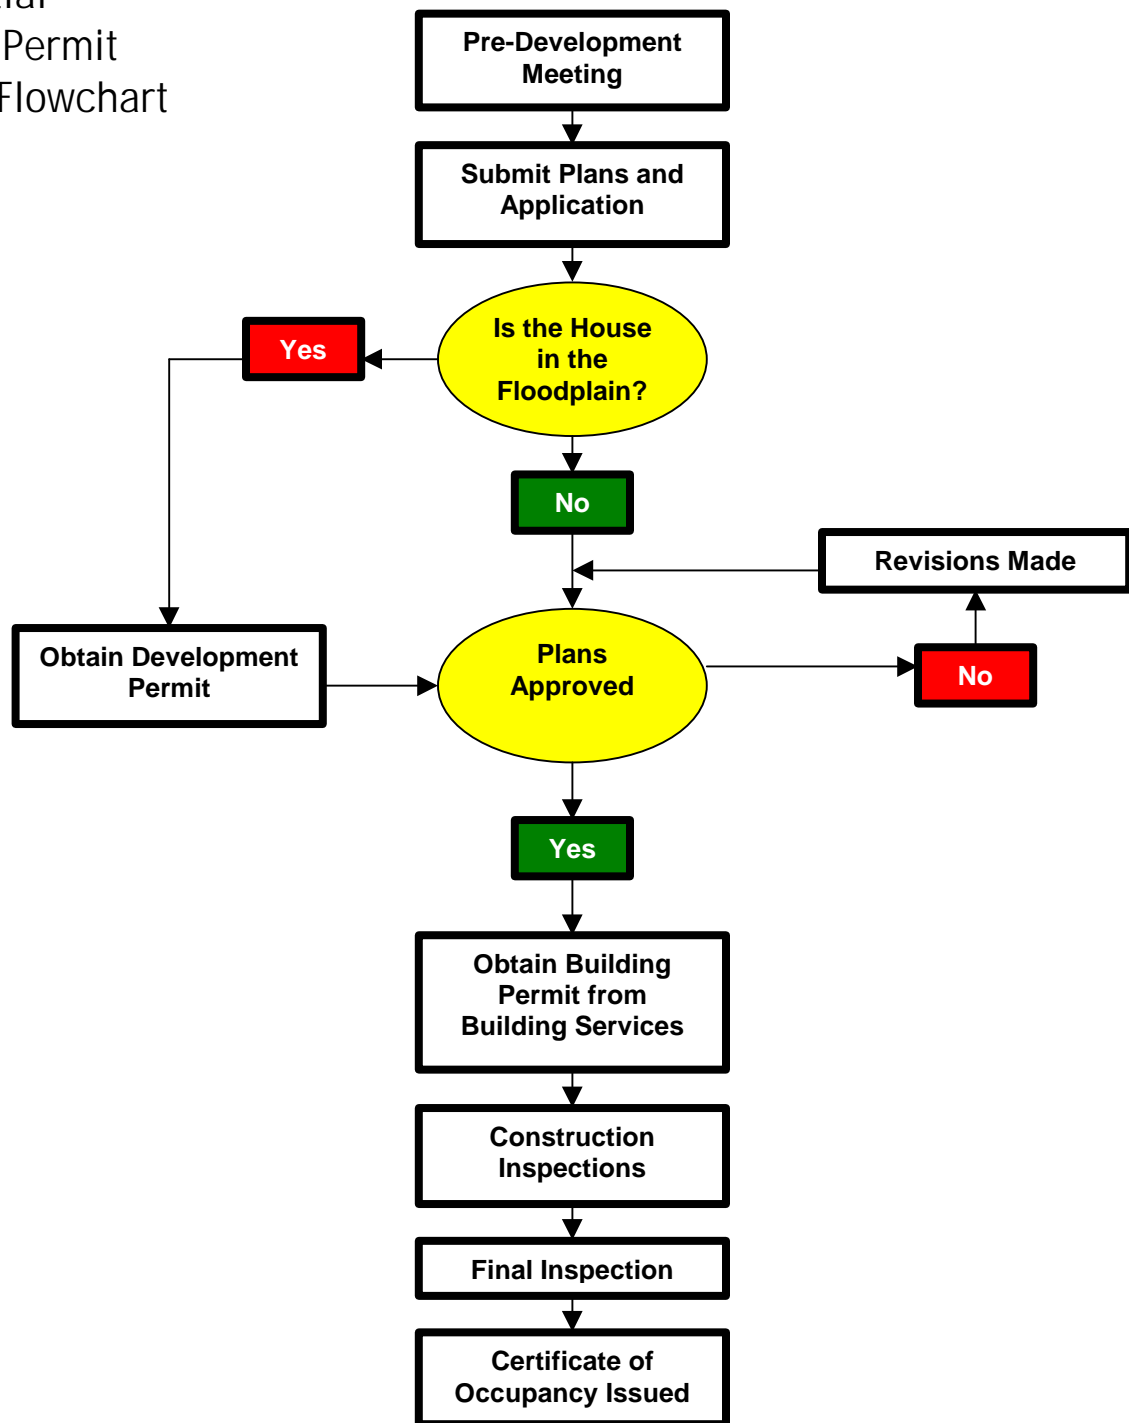 Permit
Flowchart
Pre-Development
Meeting
Submit Plans and
Application
Is the House
in the
Floodplain?
Yes
No
Revisions Made
Obtain Development
Permit
Plans
Approved
No
Yes
Obtain Building
Permit from
Building Services
Construction
Inspections
Final Inspection
Certificate of
Occupancy Issued